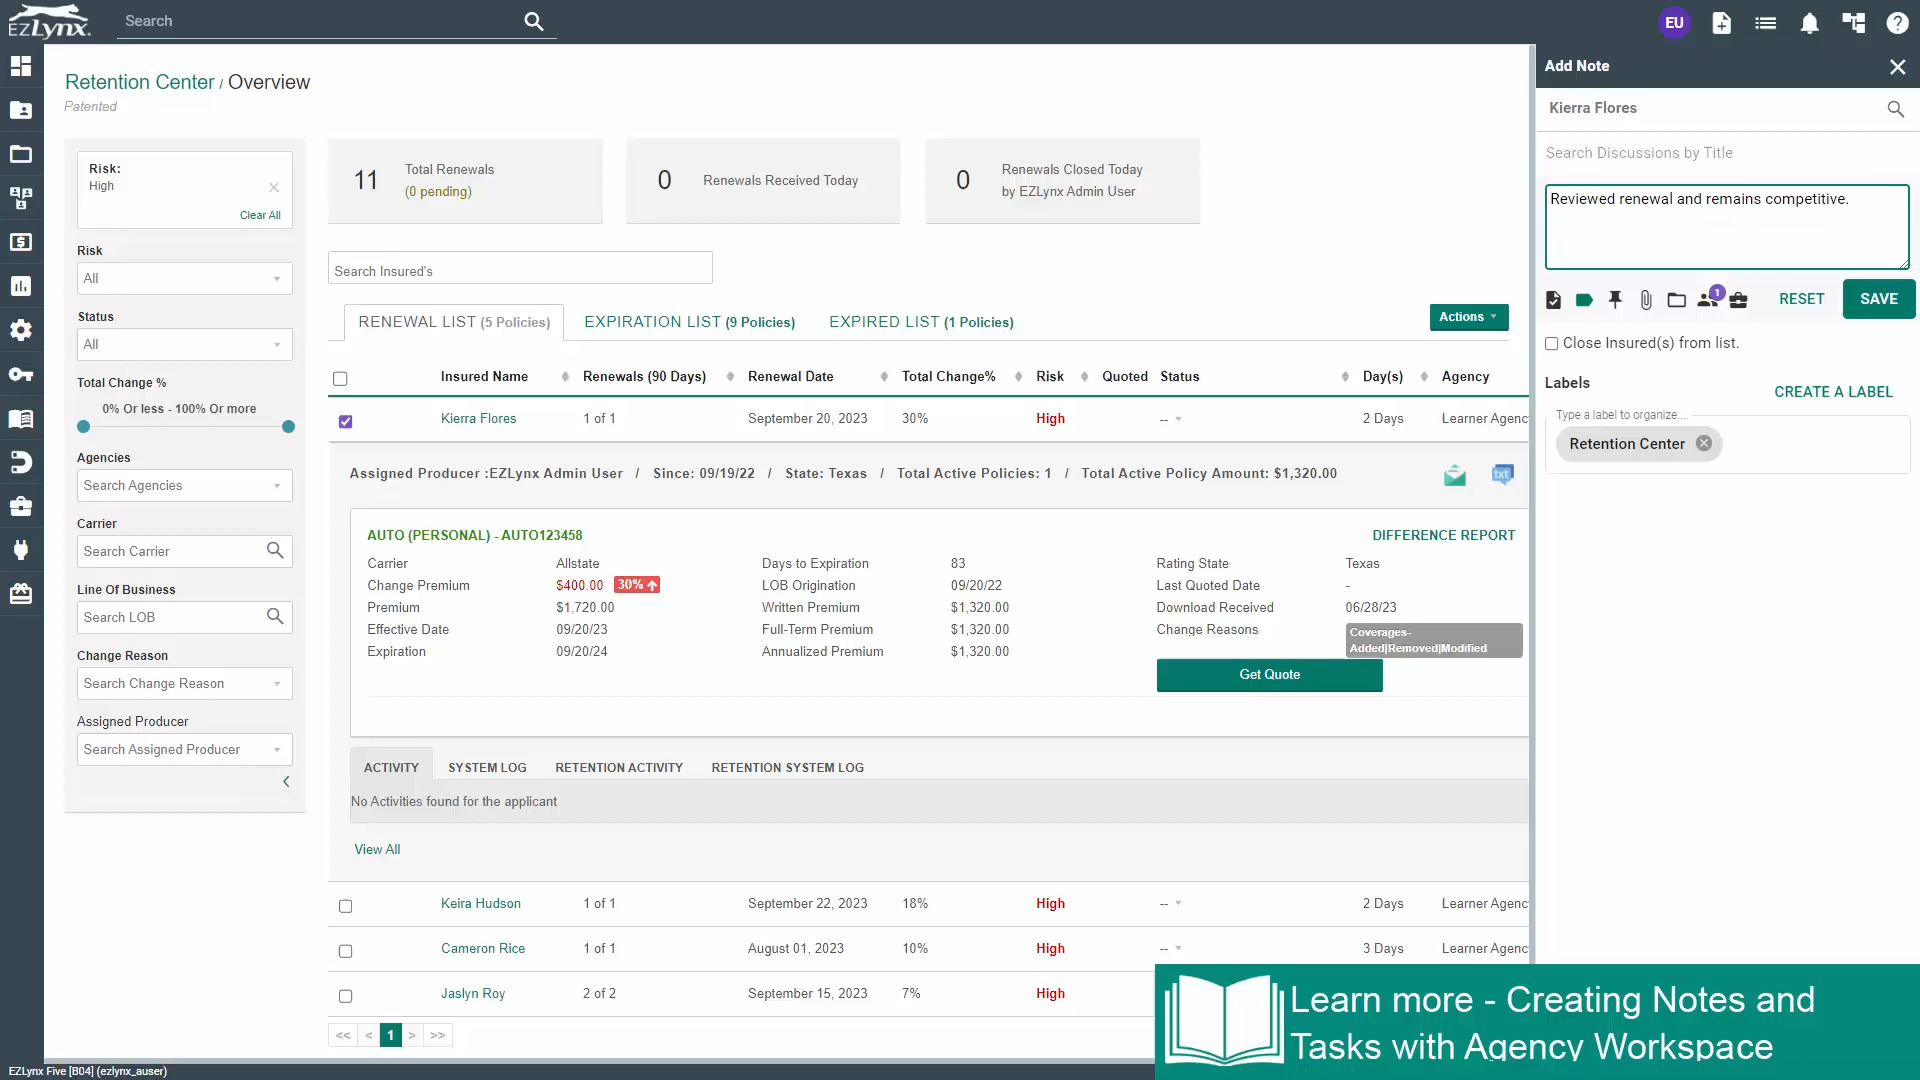 EZLynx
Search
EU
Retention Center / Overview
Patented
Risk:
High
Clear All
Risk
All
Status
All
Total Change %
0% Or less - 100% Or more
Agencies
Search Agencies
Carrier
Search Carrier
Line Of Business
Search LOB
Change Reason
Search Change Reason
Assigned Producer
Search Assigned Producer
11
Total Renewals
(0 pending)
0
Renewals Received Today
0
Renewals Closed Today
by EZLynx Admin User
Search Insured's
RENEWAL LIST (5 Policies)
EXPIRATION LIST (9 Policies)
EXPIRED LIST (1 Policies)
Actions
Insured Name Renewals (90 Days) Renewal Date Total Change% Risk Quoted Status Day(s) Agency
Kierra Flores 1 of 1 September 20, 2023 30% High -- 2 Days Learner Agenc
Assigned Producer :EZLynx Admin User / Since: 09/19/22 / State: Texas / Total Active Policies: 1 / Total Active Policy Amount: $1,320.00
txt
AUTO (PERSONAL) - AUTO123458
DIFFERENCE REPORT
Carrier Allstate Days to Expiration 83 Rating State Texas
Change Premium $400.00 30% LOB Origination 09/20/22 Last Quoted Date -
Premium $1,720.00 Written Premium $1,320.00 Download Received 06/28/23
Effective Date 09/20/23 Full-Term Premium $1,320.00 Change Reasons Coverages-
Added|Removed|Modified
Expiration 09/20/24 Annualized Premium $1,320.00
Get Quote
ACTIVITY SYSTEM LOG RETENTION ACTIVITY RETENTION SYSTEM LOG
No Activities found for the applicant
View All
Keira Hudson 1 of 1 September 22, 2023 18% High -- 2 Days Learner Agenc
Cameron Rice 1 of 1 August 01, 2023 10% High -- 3 Days Learner Agenc
Jaslyn Roy 2 of 2 September 15, 2023 7% High
<< < 1 > >>
Add Note
Kierra Flores
Search Discussions by Title
Reviewed renewal and remains competitive.
1
RESET
SAVE
Close Insured(s) from list.
Labels
CREATE A LABEL
Type a label to organize...
Retention Center
Learn more - Creating Notes and
Tasks with Agency Workspace
EZLynx Five [B04] (ezlynx_auser)